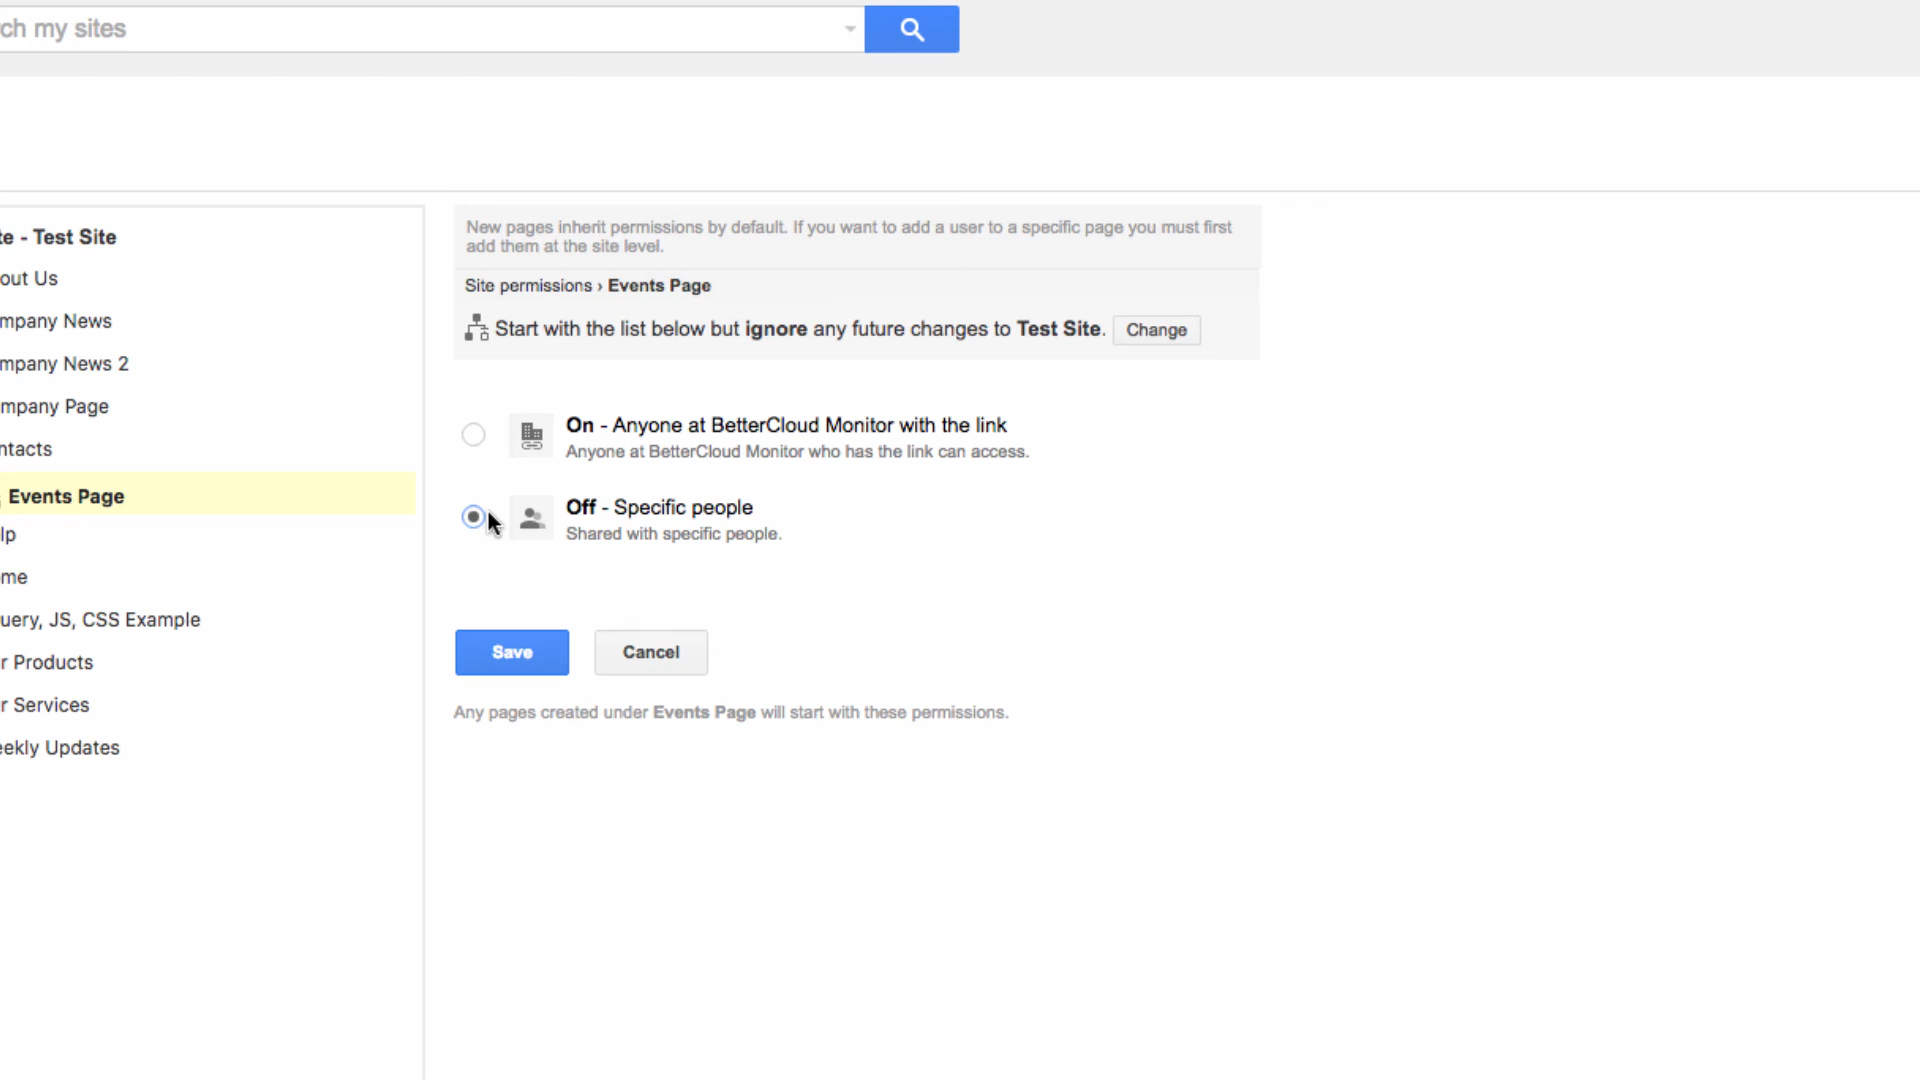 ch my sites
te - Test Site
out Us
mpany News
mpany News 2
mpany Page
ntacts
Events Page
lp
me
uery, JS, CSS Example
r Products
r Services
eekly Updates
New pages inherit permissions by default. If you want to add a user to a specific page you must first
add them at the site level.
Site permissions › Events Page
Start with the list below but ignore any future changes to Test Site. Change
On - Anyone at BetterCloud Monitor with the link
Anyone at BetterCloud Monitor who has the link can access.
Off - Specific people
Shared with specific people.
Save Cancel
Any pages created under Events Page will start with these permissions.